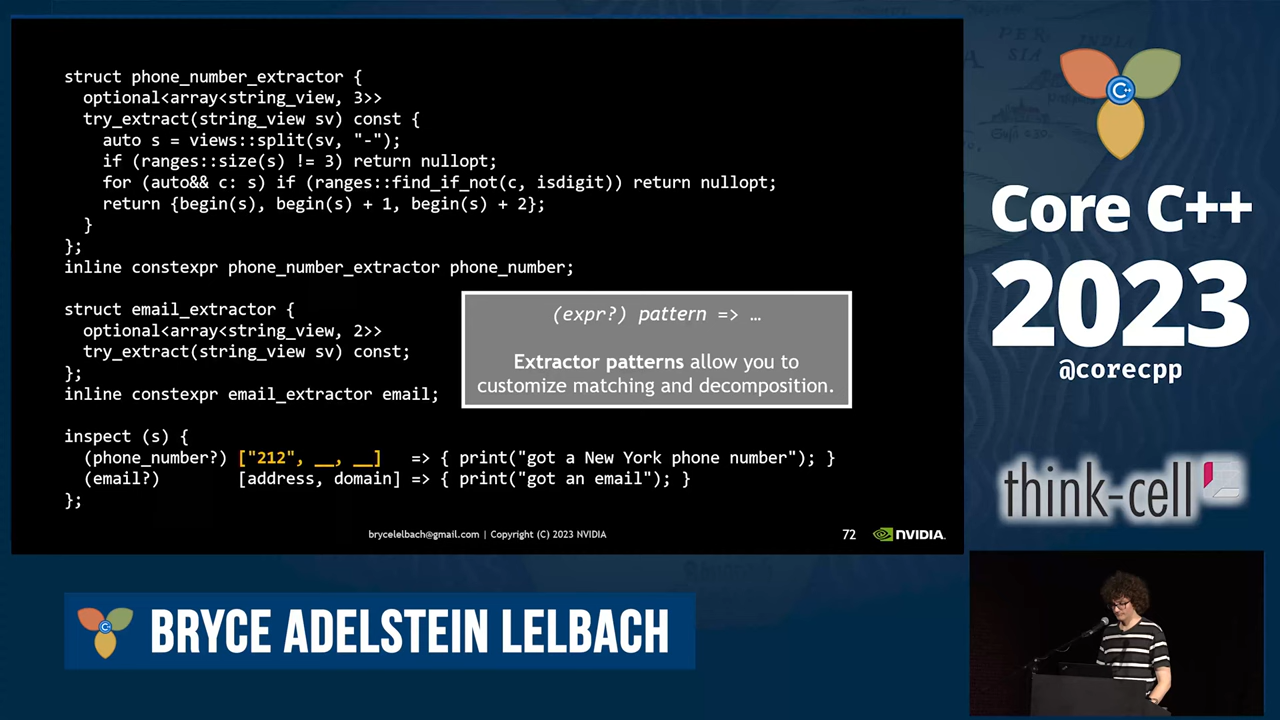 struct phone_number_extractor {
optional<array<string_view, 3>>
try_extract(string_view sv) const {
auto s = views::split(sv, "-");
if (ranges::size(s) != 3) return nullopt;
for (auto&& c: s) if (ranges::find_if_not(c, isdigit)) return nullopt;
return {begin(s), begin(s) + 1, begin(s) + 2};
}
};
inline constexpr phone_number_extractor phone_number;
struct email_extractor {
optional<array<string_view, 2>>
try_extract(string_view sv) const;
};
inline constexpr email_extractor email;
(expr?) pattern => …
Extractor patterns allow you to
customize matching and decomposition.
inspect (s) {
(phone_number?) ["212", __, __] => { print("got a New York phone number"); }
(email?) [address, domain] => { print("got an email"); }
};
brycelelbach@gmail.com | Copyright (C) 2023 NVIDIA
72
NVIDIA.
BRYCE ADELSTEIN LELBACH
C++
C++
Core C++
2023
@corecpp
think-cell